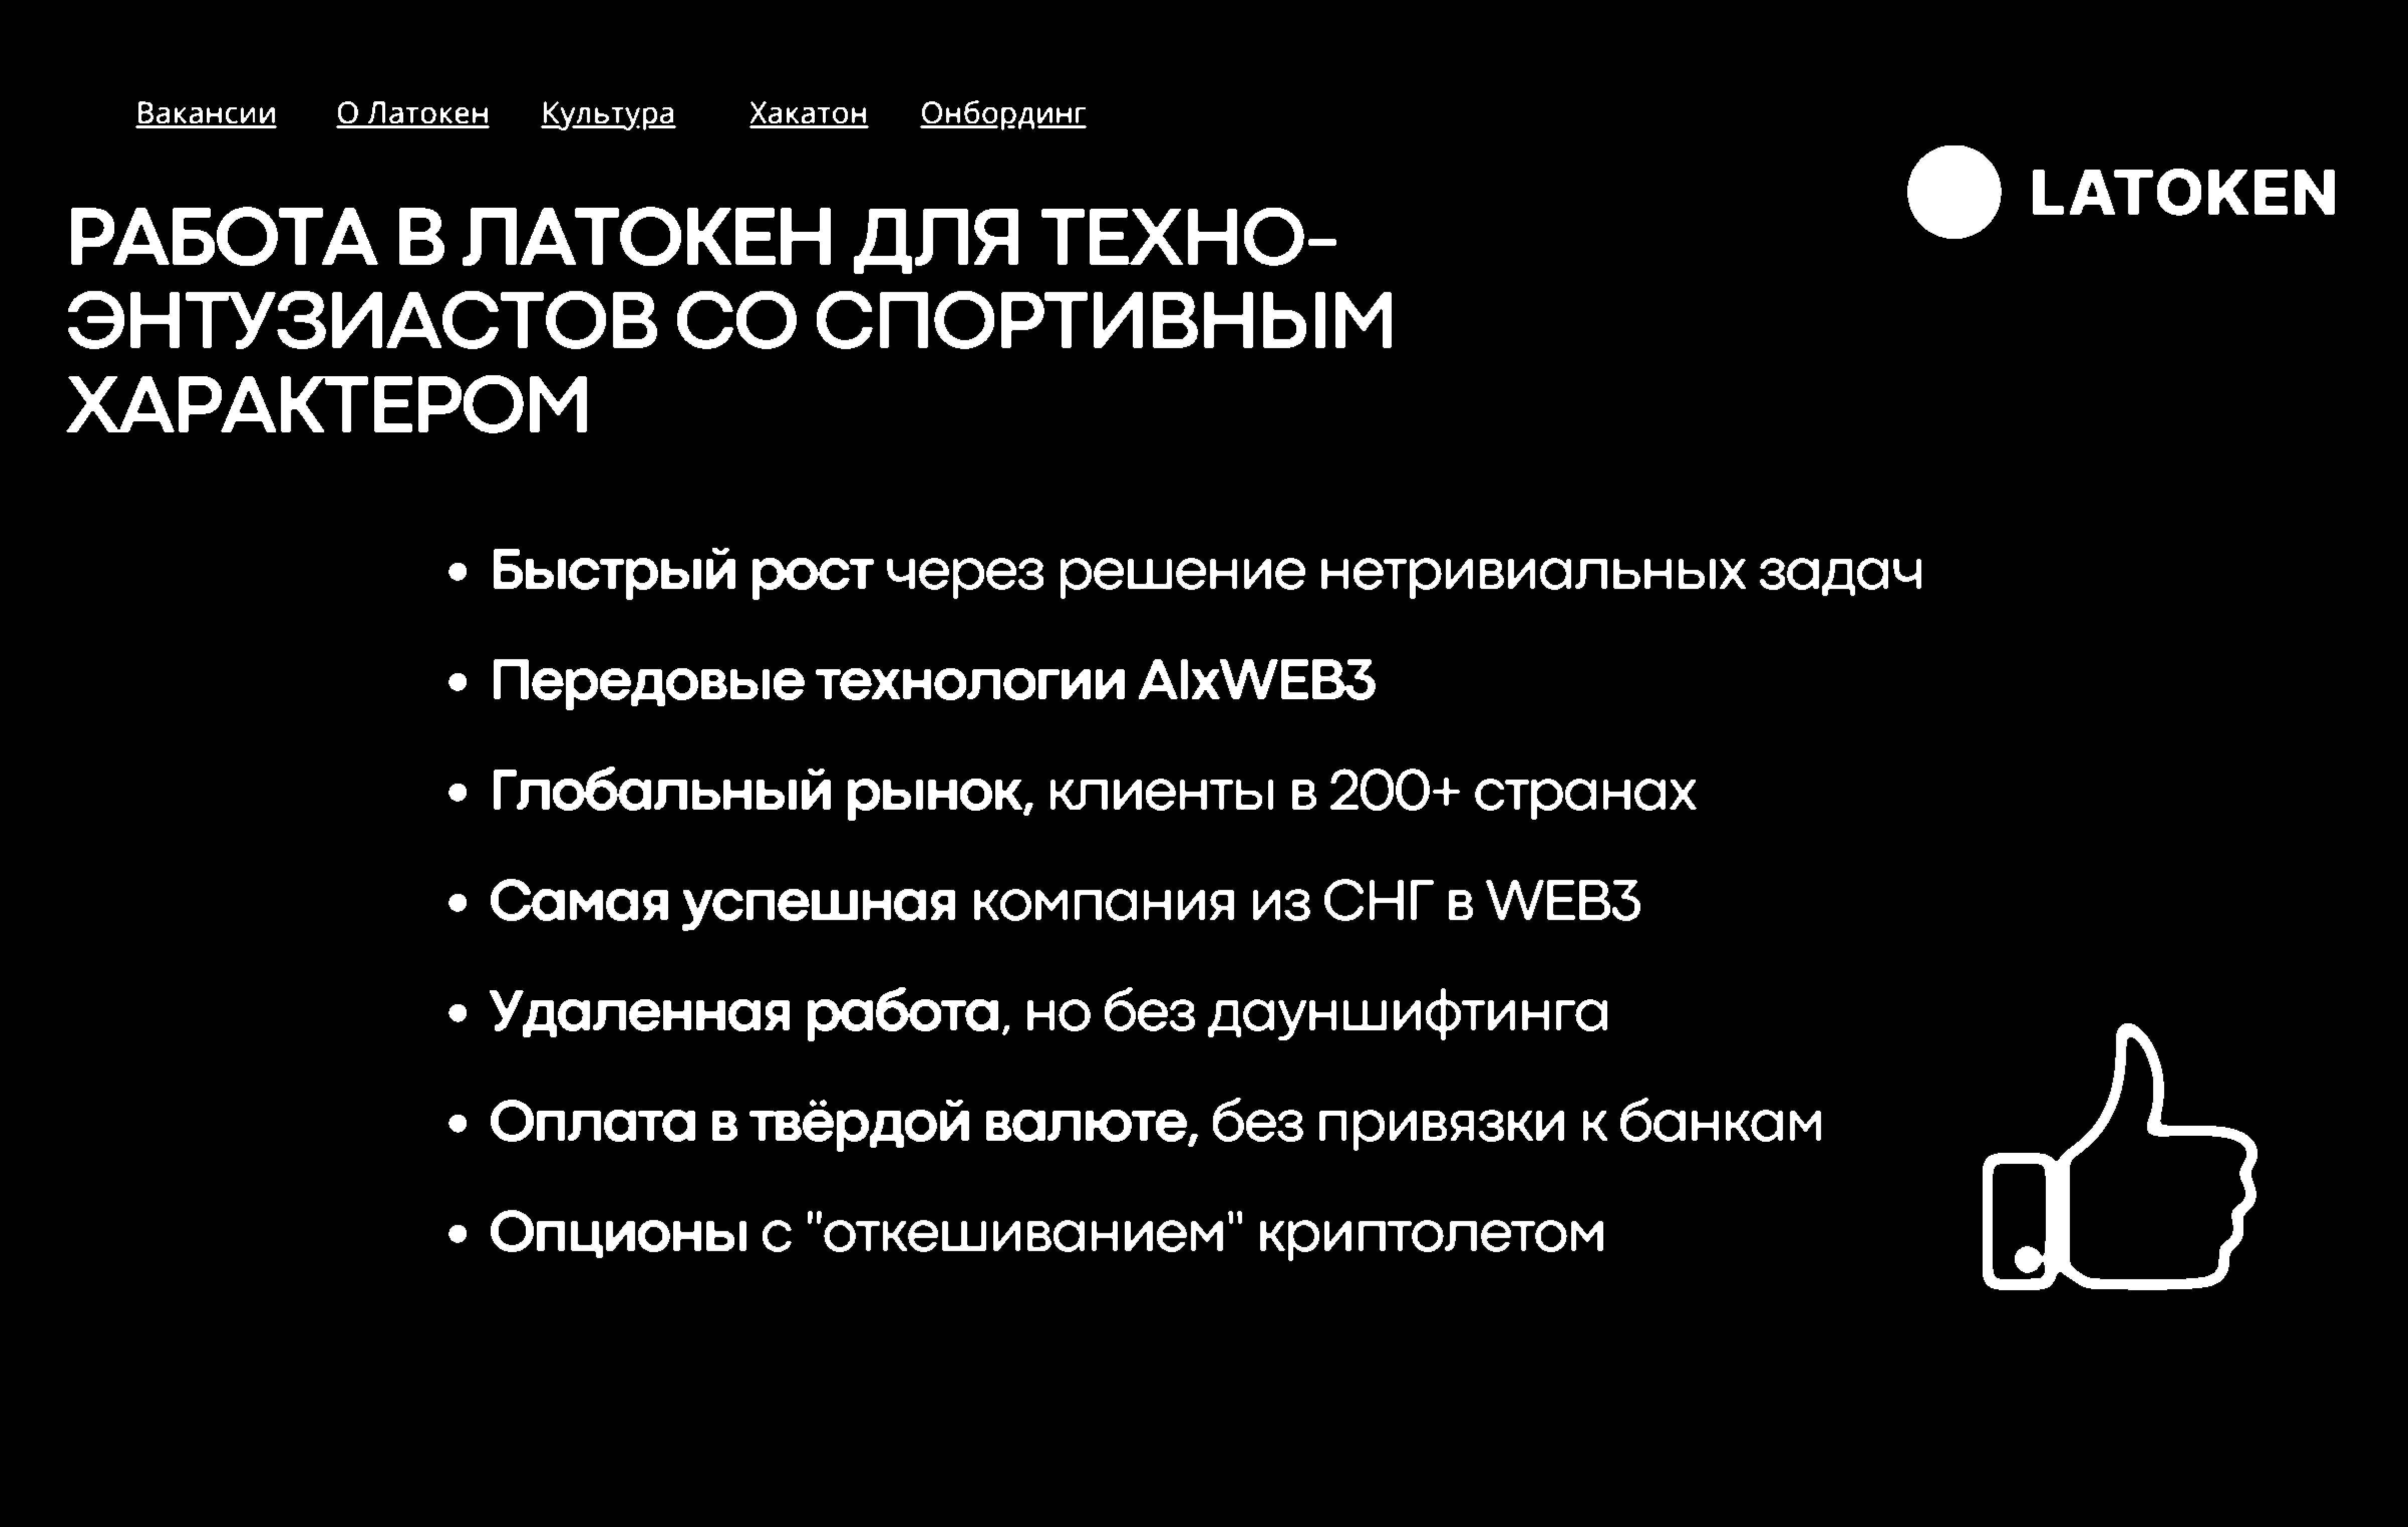 Вакансии О Латокен Культура Хакатон Онбординг
LATOKEN
РАБОТА В ЛАТОКЕН ДЛЯ ТЕХНО-
ЭНТУЗИАСТОВ СО СПОРТИВНЫМ
ХАРАКТЕРОМ
• Быстрый рост через решение нетривиальных задач
• Передовые технологии AIxWEB3
• Глобальный рынок, клиенты в 200+ странах
• Самая успешная компания из СНГ в WEB3
• Удаленная работа, но без дауншифтинга
• Оплата в твёрдой валюте, без привязки к банкам
• Опционы с "откешиванием" криптолетом